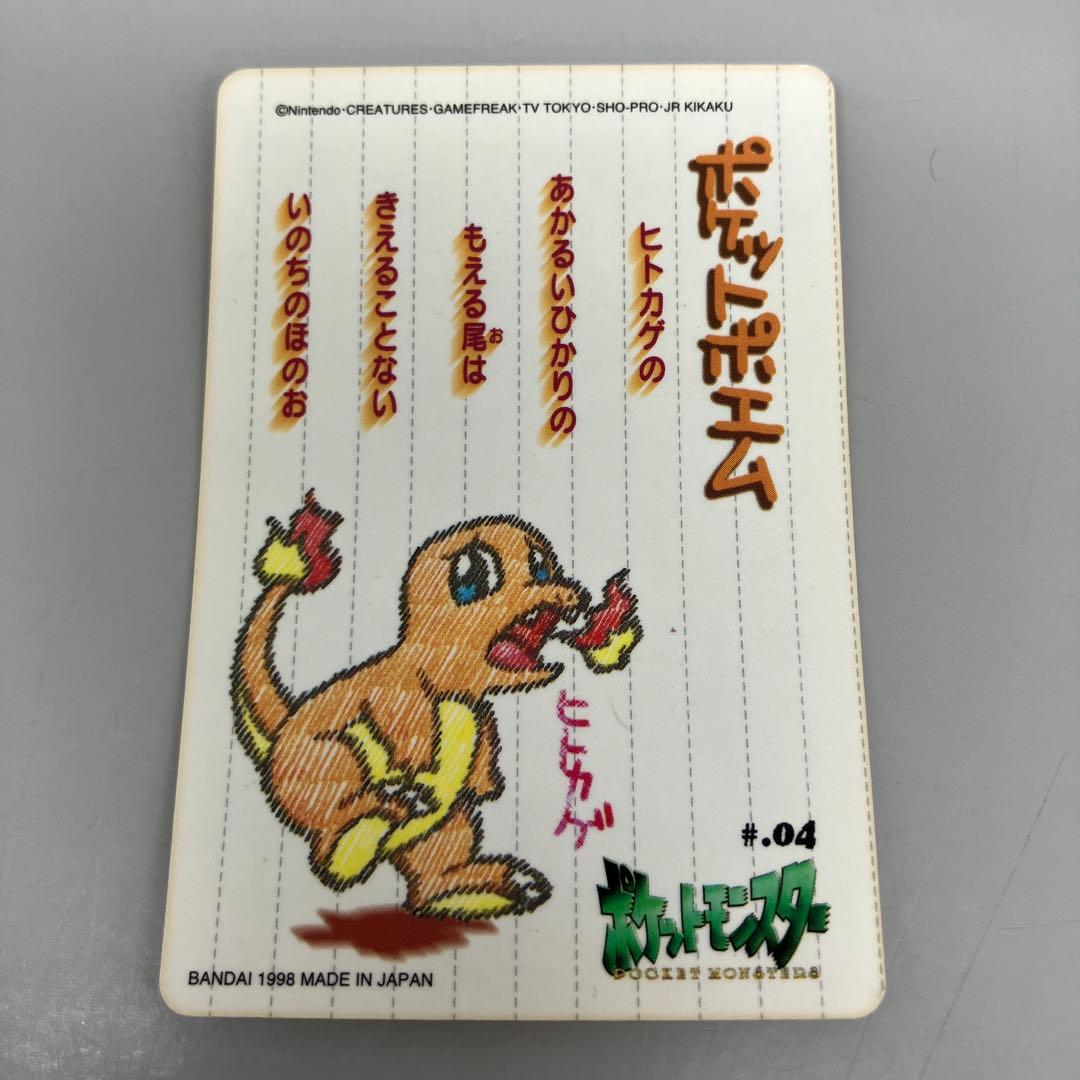 ©Nintendo・CREATURES・GAMEFREAK・TV TOKYO・SHO-PRO・JR KIKAKU
ポケットポエム
ヒトカゲの
あかるいひかりの
もえる尾は
お
きえることない
いのちのほのお
ヒトカゲ
#.04
ポケットモンスター
POCKET MONSTERS
BANDAI 1998 MADE IN JAPAN